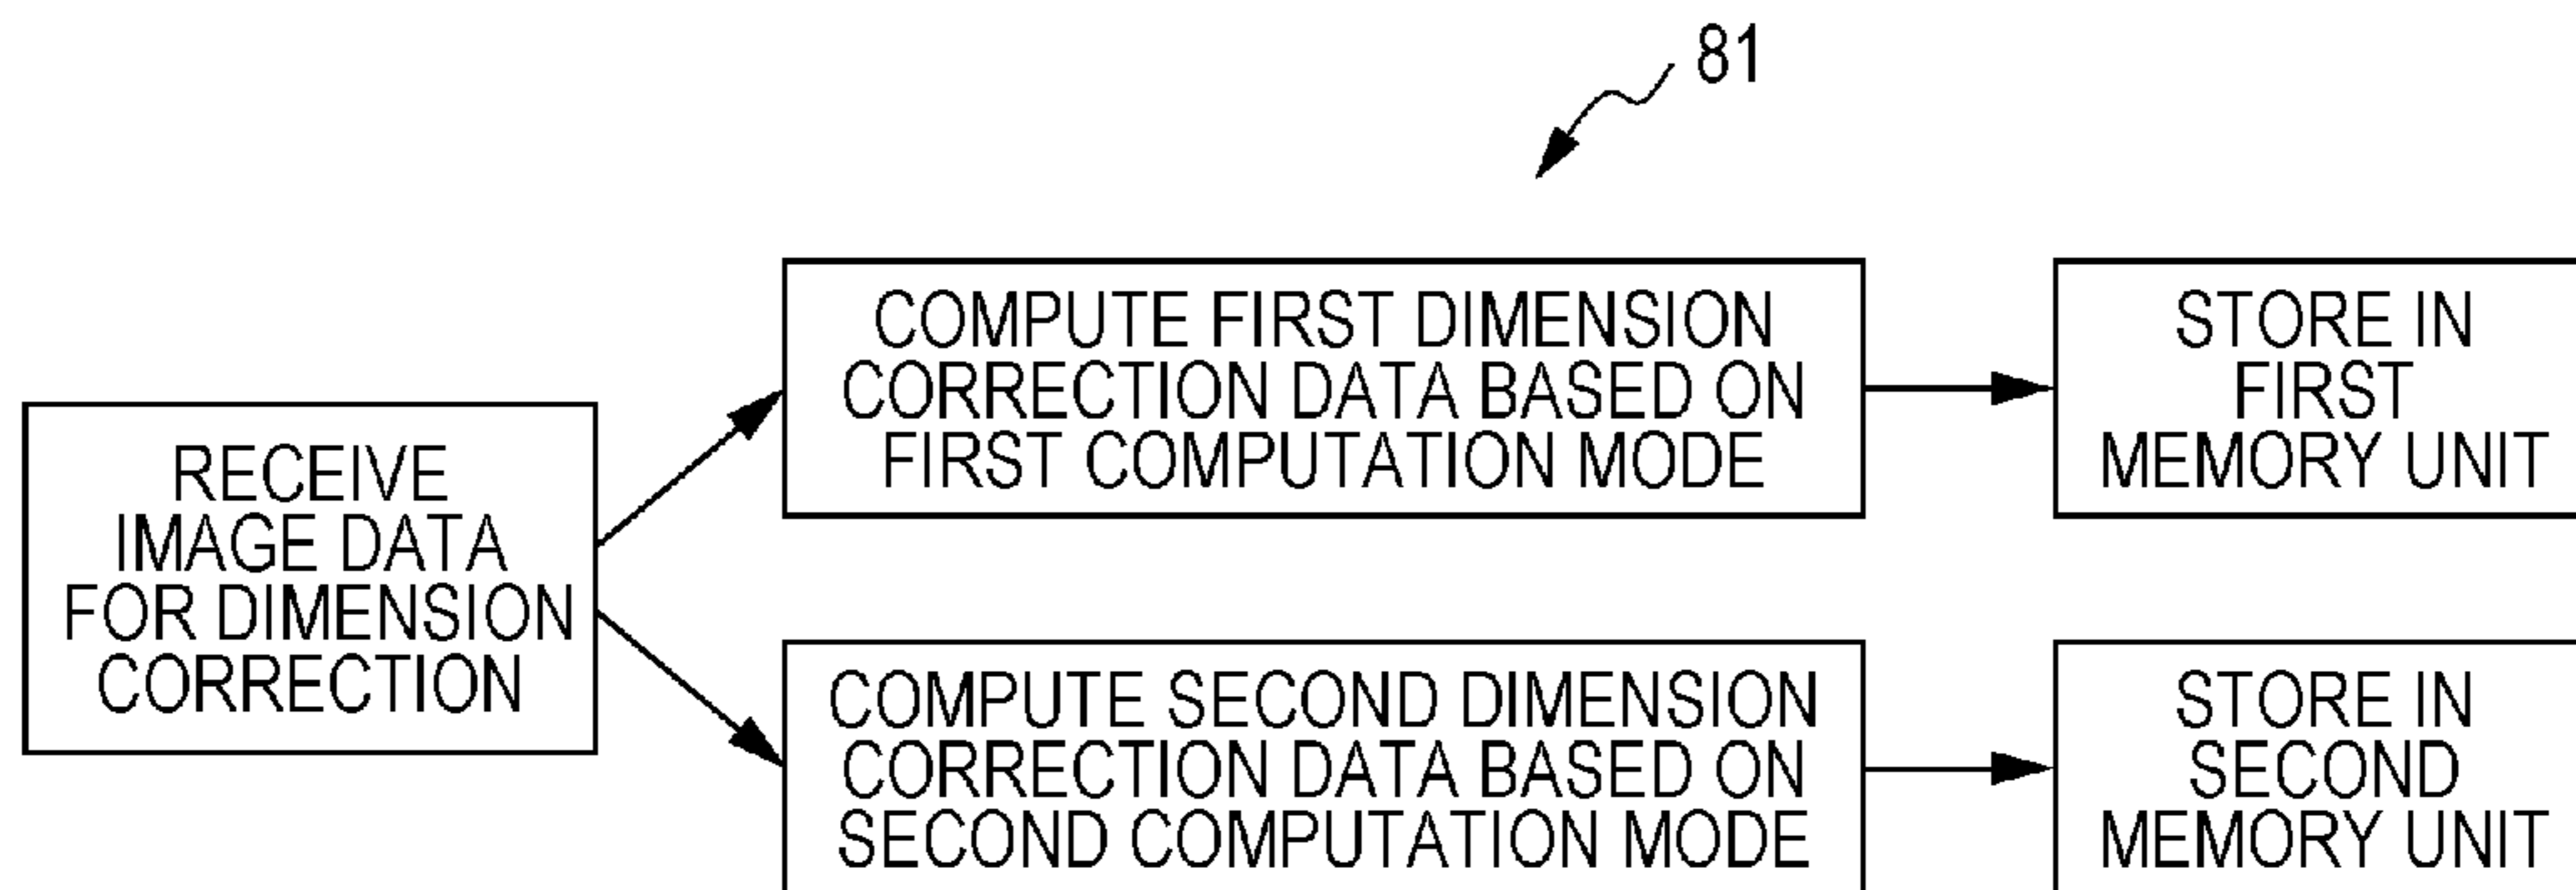 81
RECEIVE
IMAGE DATA
FOR DIMENSION
CORRECTION
COMPUTE FIRST DIMENSION
CORRECTION DATA BASED ON
FIRST COMPUTATION MODE
STORE IN
FIRST
MEMORY UNIT
COMPUTE SECOND DIMENSION
CORRECTION DATA BASED ON
SECOND COMPUTATION MODE
STORE IN
SECOND
MEMORY UNIT